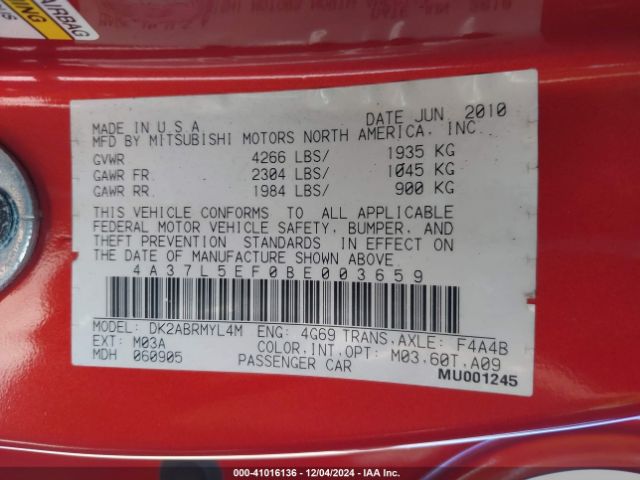 AIRBAG
WARNING
MADE IN U.S.A
DATE JUN. 2010
MFD BY MITSUBISHI MOTORS NORTH AMERICA, INC.
GVWR 4266 LBS/ 1935 KG
GAWR FR. 2304 LBS/ 1045 KG
GAWR RR. 1984 LBS/ 900 KG
THIS VEHICLE CONFORMS TO ALL APPLICABLE
FEDERAL MOTOR VEHICLE SAFETY, BUMPER, AND
THEFT PREVENTION STANDARDS IN EFFECT ON
THE DATE OF MANUFACTURE SHOWN ABOVE
4A37L5EF0BE003659
MODEL: DK2ABRMYL4M ENG: 4G69 TRANS,AXLE: F4A4B
EXT: M03A COLOR,INT,OPT: M03.60T.A09
MDH 060905 PASSENGER CAR
MU001245
000-41016136 - 12/04/2024 - IAA Inc.